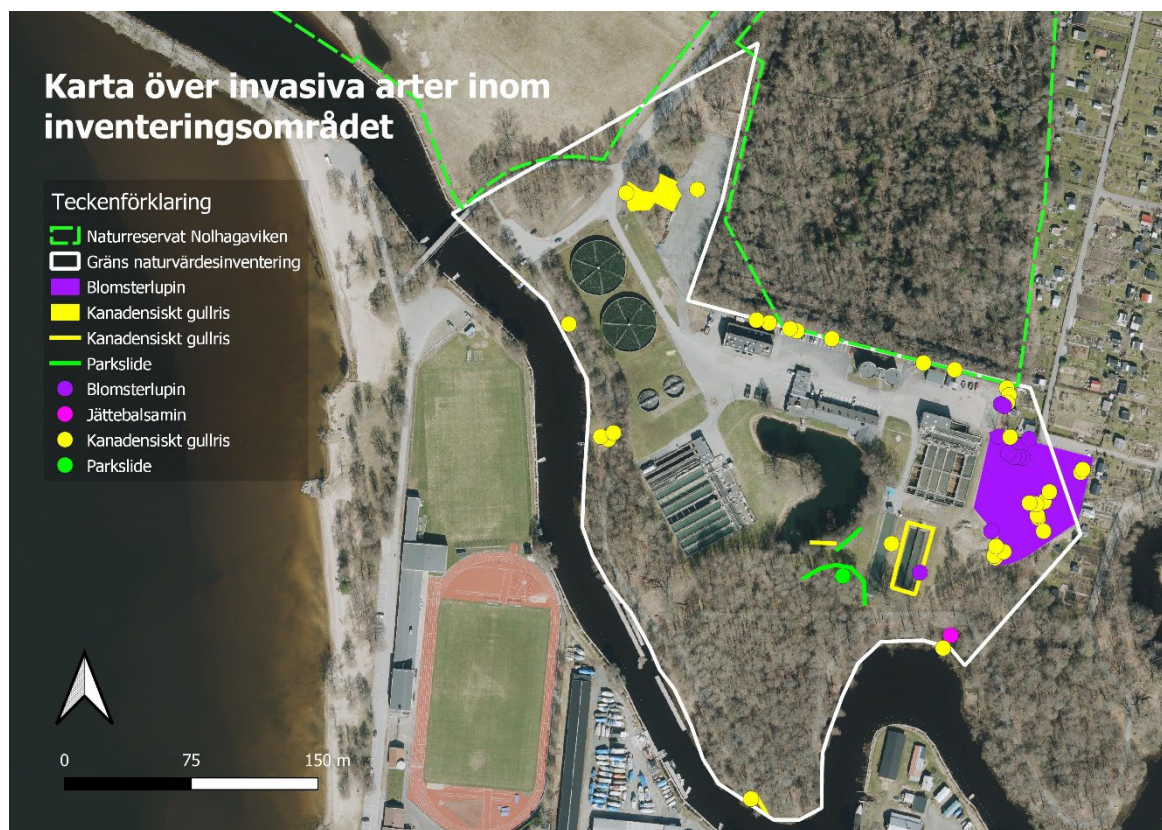 Karta över invasiva arter inom
inventeringsområdet
Teckenförklaring
Naturreservat Nolhagaviken
Gräns naturvärdesinventering
Blomsterlupin
Kanadensiskt gullris
Kanadensiskt gullris
Parkslide
Blomsterlupin
Jättebalsamin
Kanadensiskt gullris
Parkslide
0 75 150 m